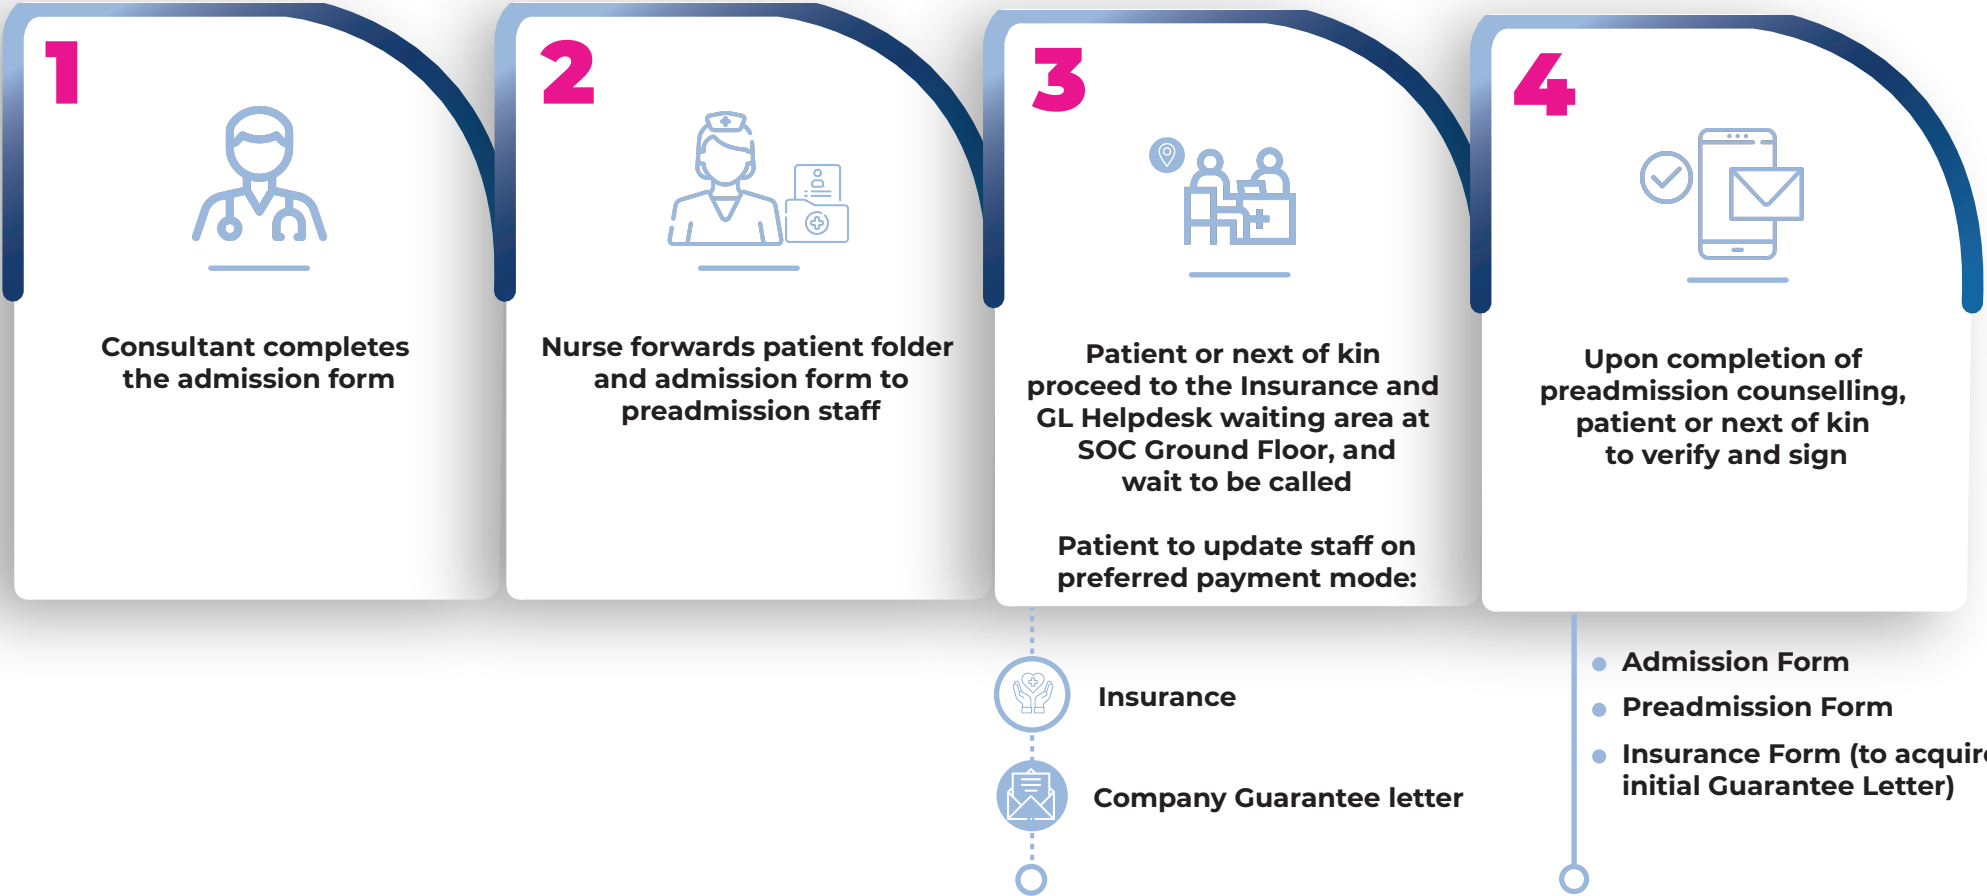 1
Consultant completes
the admission form
2
Nurse forwards patient folder
and admission form to
preadmission staff
3
Patient or next of kin
proceed to the Insurance and
GL Helpdesk waiting area at
SOC Ground Floor, and
wait to be called
Patient to update staff on
preferred payment mode:
Insurance
Company Guarantee letter
4
Upon completion of
preadmission counselling,
patient or next of kin
to verify and sign
Admission Form
Preadmission Form
Insurance Form (to acquire
initial Guarantee Letter)